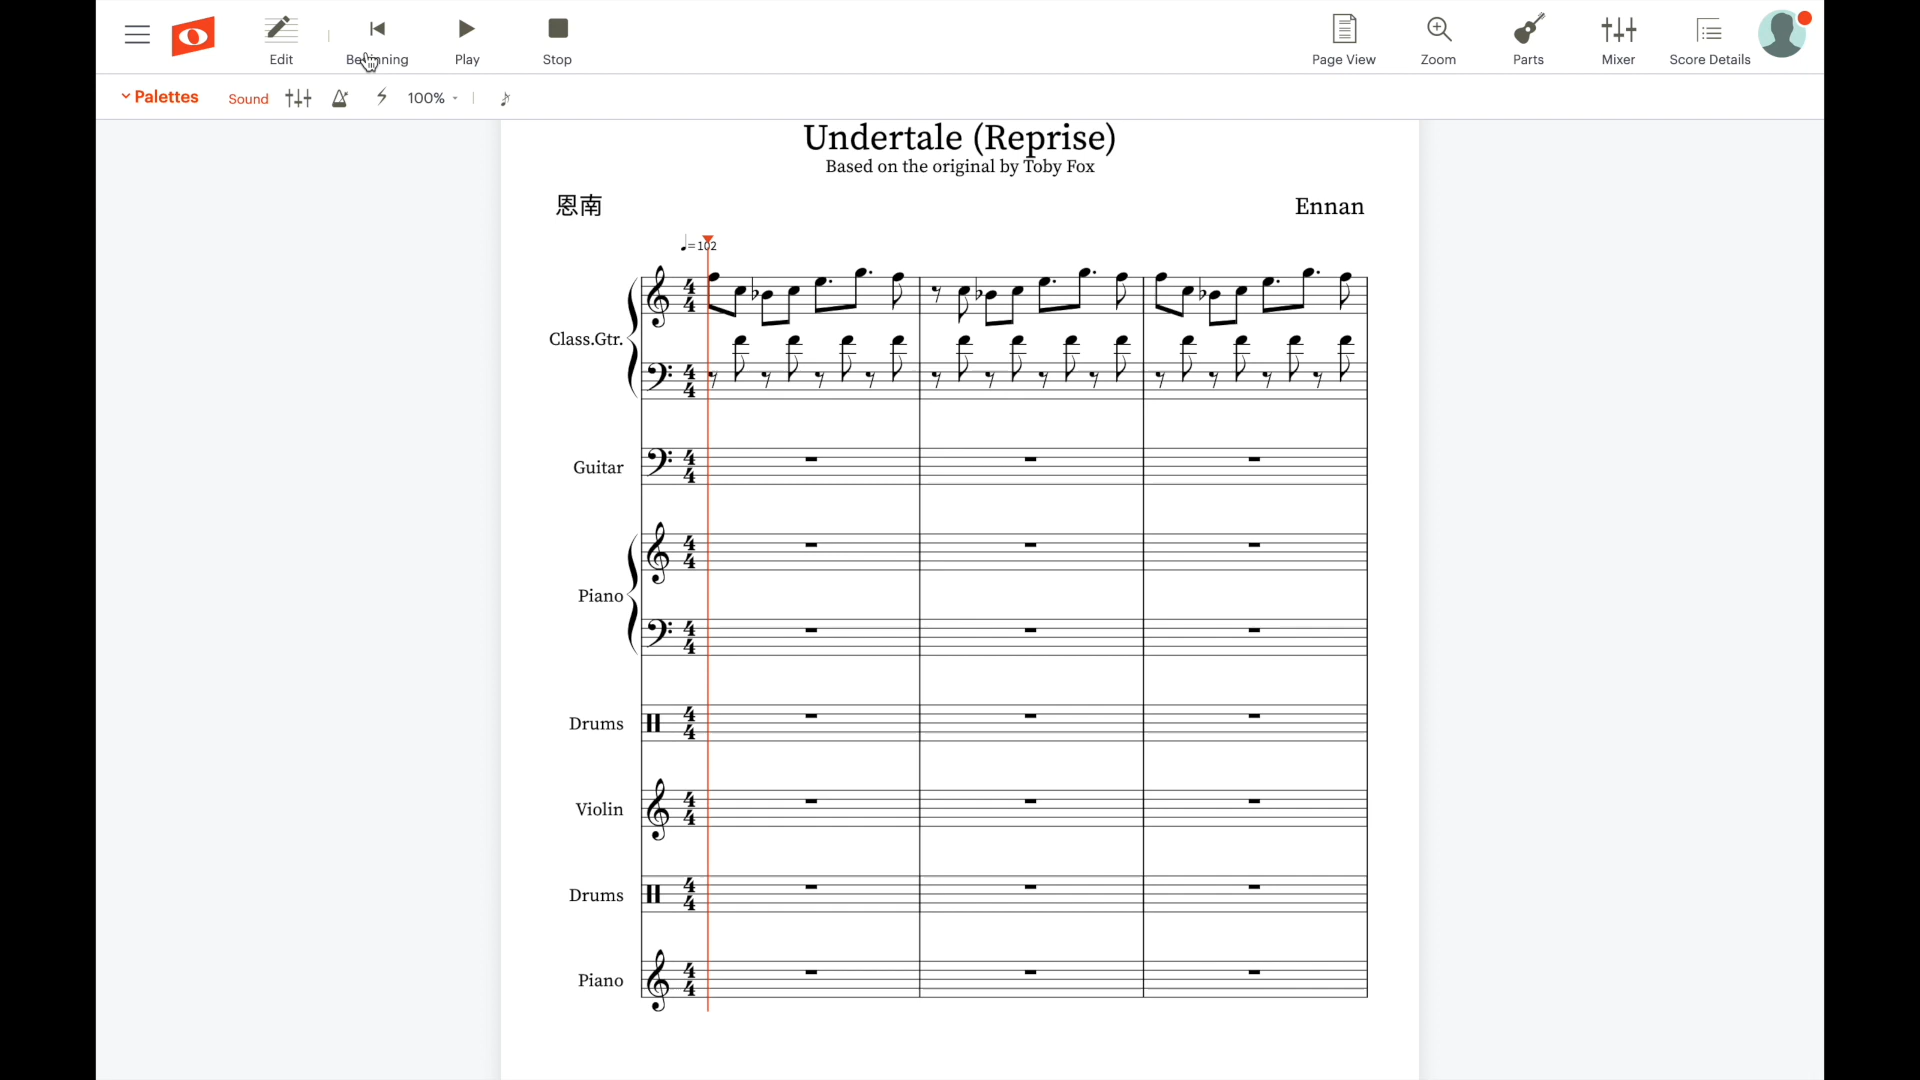 Edit
Beginning
Play
Stop
Page View
Zoom
Parts
Mixer
Score Details
Palettes
Sound
100%
Undertale (Reprise)
Based on the original by Toby Fox
恩南
Ennan
♩=102
Class.Gtr.
Guitar
Piano
Drums
Violin
Drums
Piano